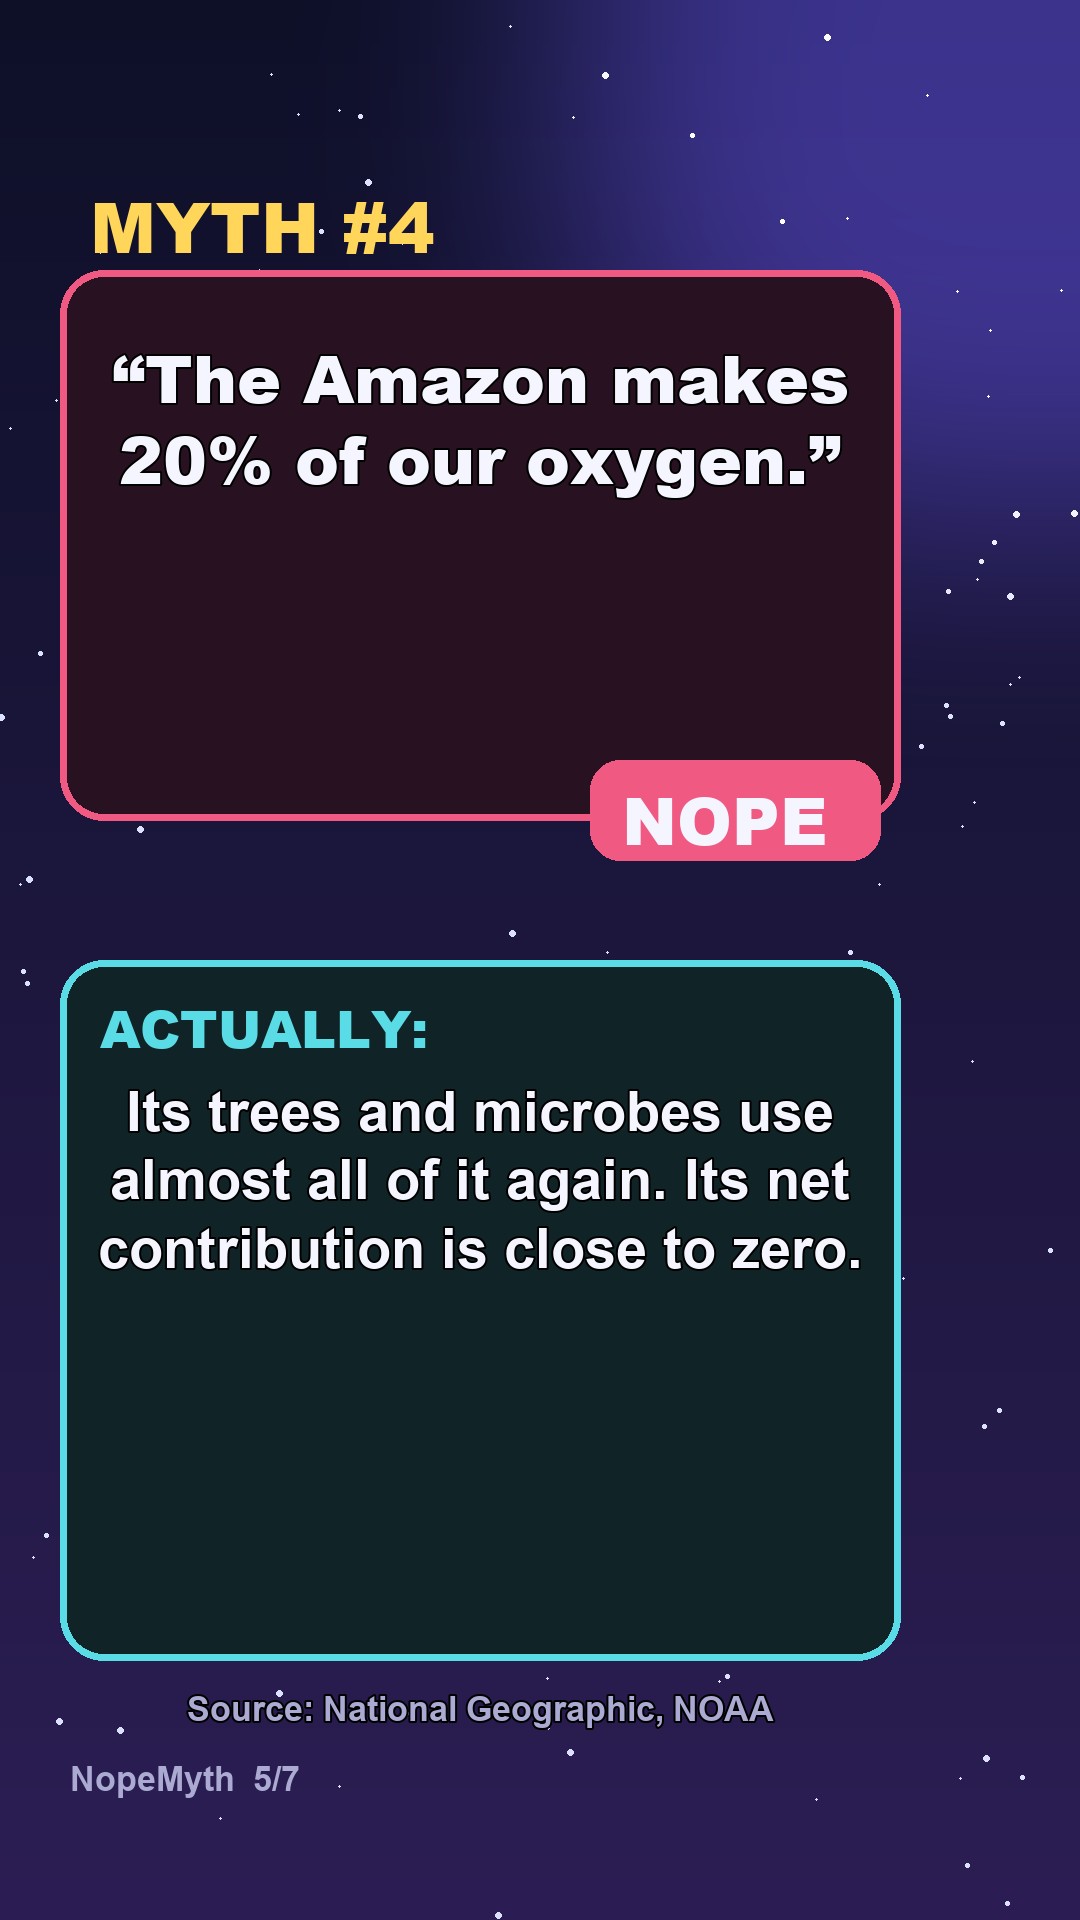 MYTH #4
“The Amazon makes
20% of our oxygen.”
NOPE
ACTUALLY:
Its trees and microbes use
almost all of it again. Its net
contribution is close to zero.
Source: National Geographic, NOAA
NopeMyth 5/7